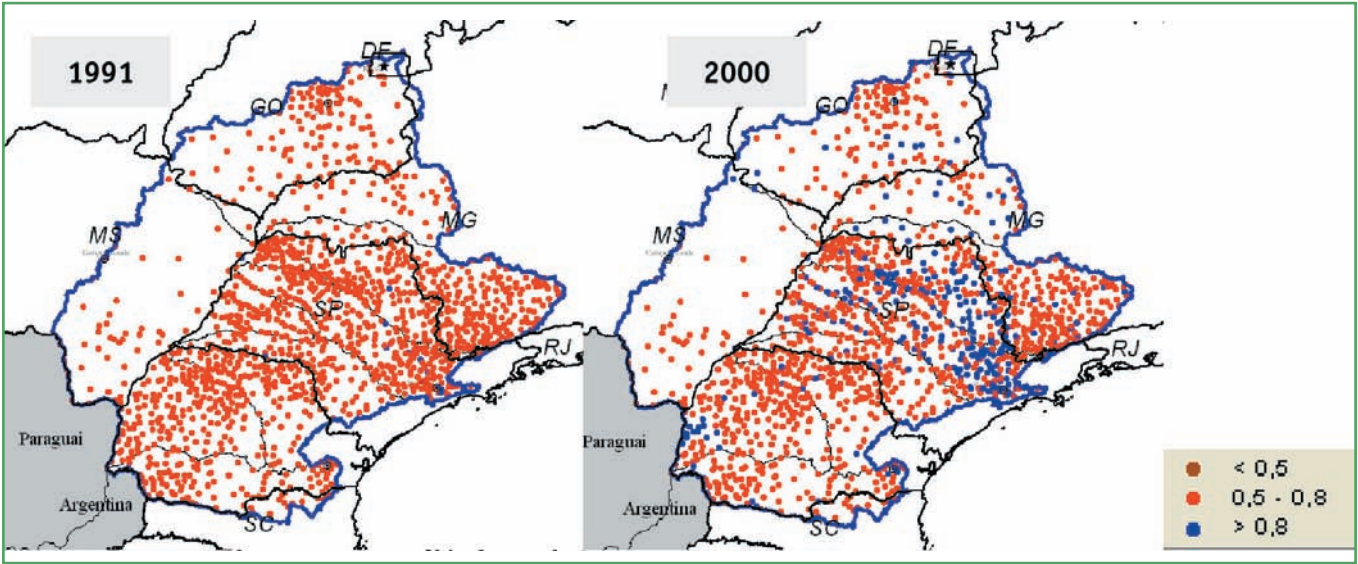 1991
DF
GO
MG
MS
SP
RJ
Paraguai
Argentina
SC
2000
DF
GO
MG
MS
SP
RJ
Paraguai
Argentina
SC
< 0,5
0,5 - 0,8
> 0,8